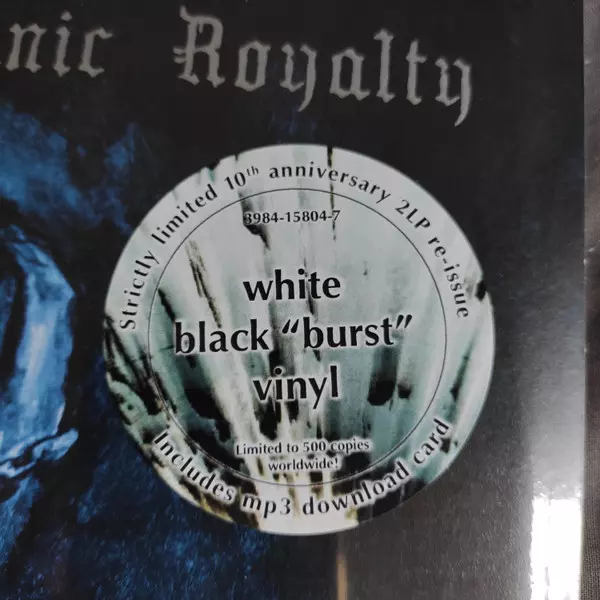 nic Royalty
Strictly limited 10th anniversary 2LP re-issue
3984-15804-7
white
black “burst”
vinyl
Limited to 500 copies
worldwide!
Includes mp3 download card